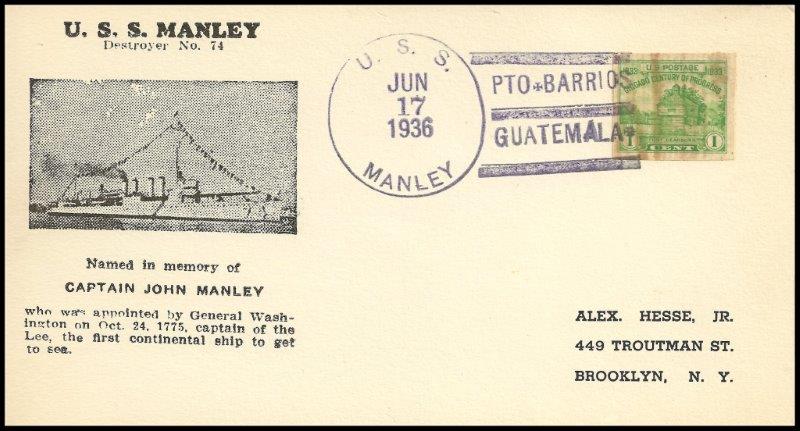 U. S. S. MANLEY
Destroyer No. 74
Named in memory of
CAPTAIN JOHN MANLEY
who was appointed by General Wash-
ington on Oct. 24, 1775, captain of the
Lee, the first continental ship to get
to sea.
U. S. S.
JUN
17
1936
MANLEY
PTO BARRIOS
GUATEMALA
U S POSTAGE
1833 1933
CHICAGO CENTURY OF PROGRESS
FORT DEARBORN
1 1
CENT
ALEX. HESSE, JR.
449 TROUTMAN ST.
BROOKLYN, N. Y.